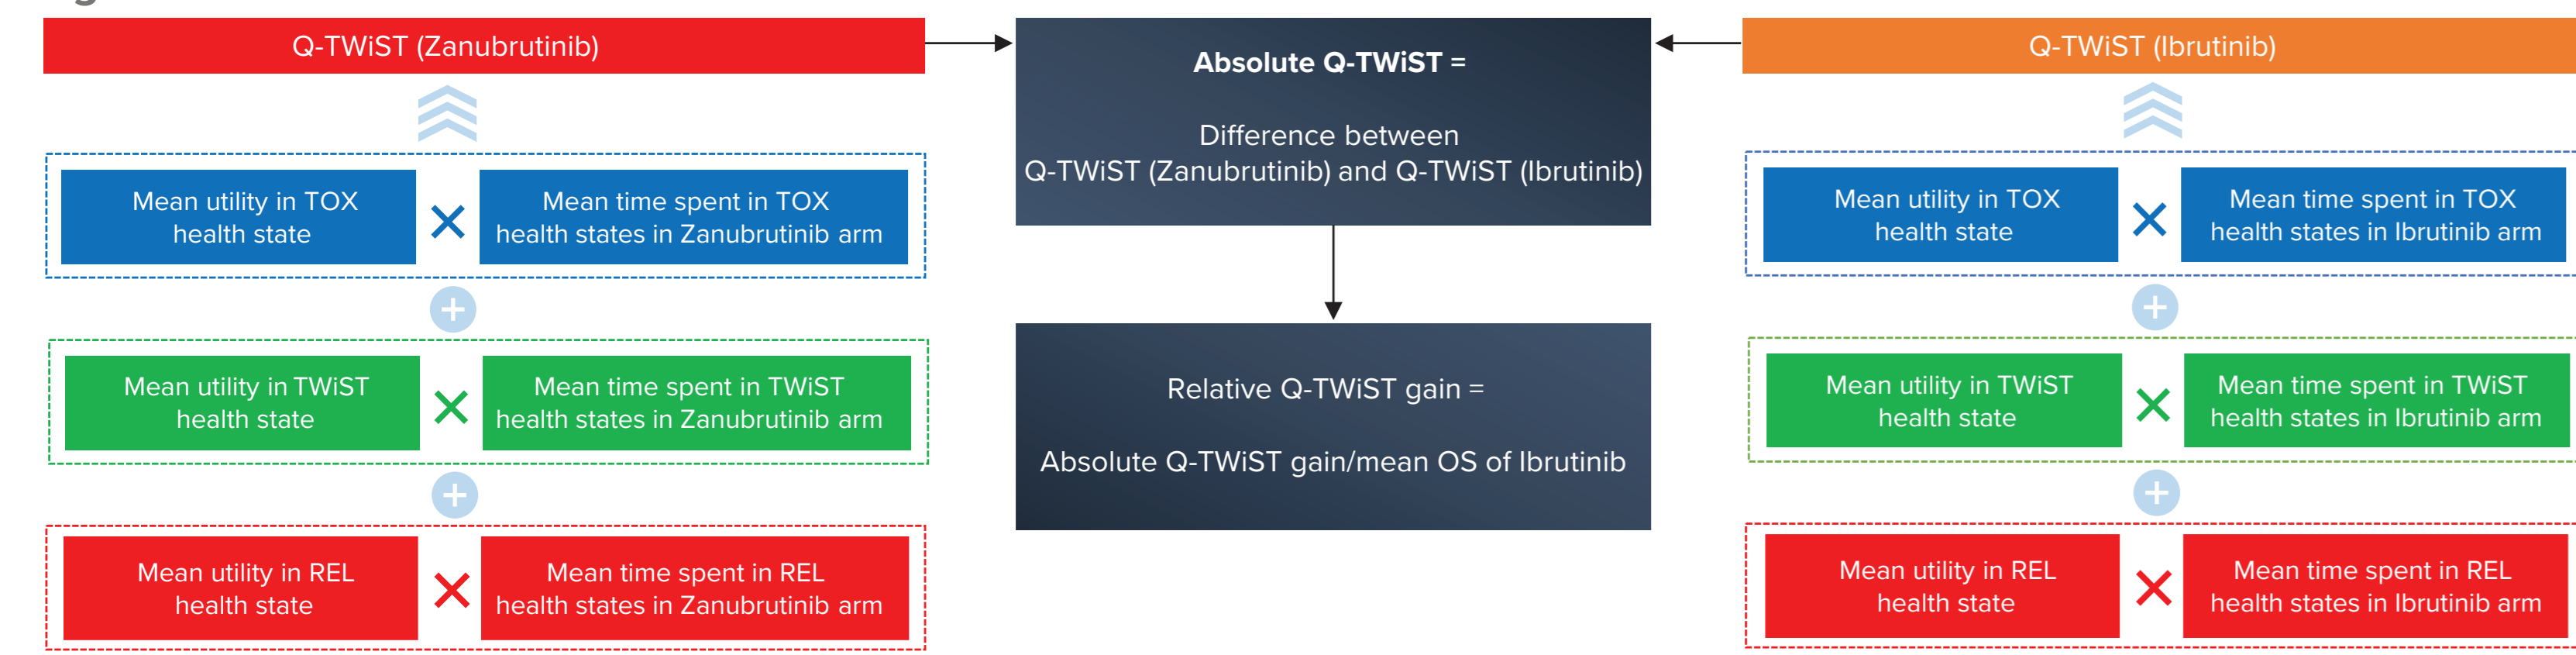 Q-TWiST (Zanubrutinib)
Mean utility in TOX
health state
×
Mean time spent in TOX
health states in Zanubrutinib arm
+
Mean utility in TWiST
health state
×
Mean time spent in TWiST
health states in Zanubrutinib arm
+
Mean utility in REL
health state
×
Mean time spent in REL
health states in Zanubrutinib arm
Absolute Q-TWiST =
Difference between
Q-TWiST (Zanubrutinib) and Q-TWiST (Ibrutinib)
Relative Q-TWiST gain =
Absolute Q-TWiST gain/mean OS of Ibrutinib
Q-TWiST (Ibrutinib)
Mean utility in TOX
health state
×
Mean time spent in TOX
health states in Ibrutinib arm
+
Mean utility in TWiST
health state
×
Mean time spent in TWiST
health states in Ibrutinib arm
+
Mean utility in REL
health state
×
Mean time spent in REL
health states in Ibrutinib arm